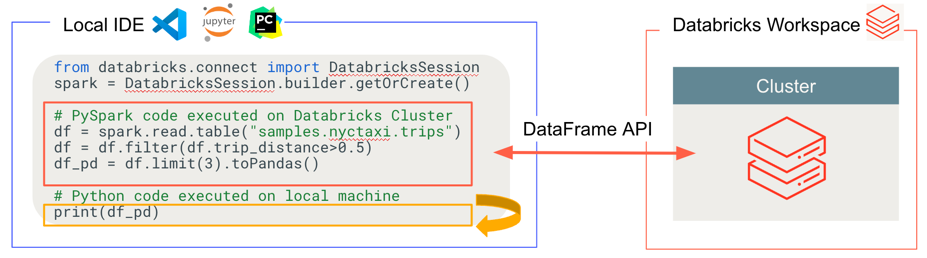 Local IDE
jupyter
PC
Databricks Workspace
from databricks.connect import DatabricksSession
spark = DatabricksSession.builder.getOrCreate()
# PySpark code executed on Databricks Cluster
df = spark.read.table("samples.nyctaxi.trips")
df = df.filter(df.trip_distance>0.5)
df_pd = df.limit(3).toPandas()
# Python code executed on local machine
print(df_pd)
DataFrame API
Cluster